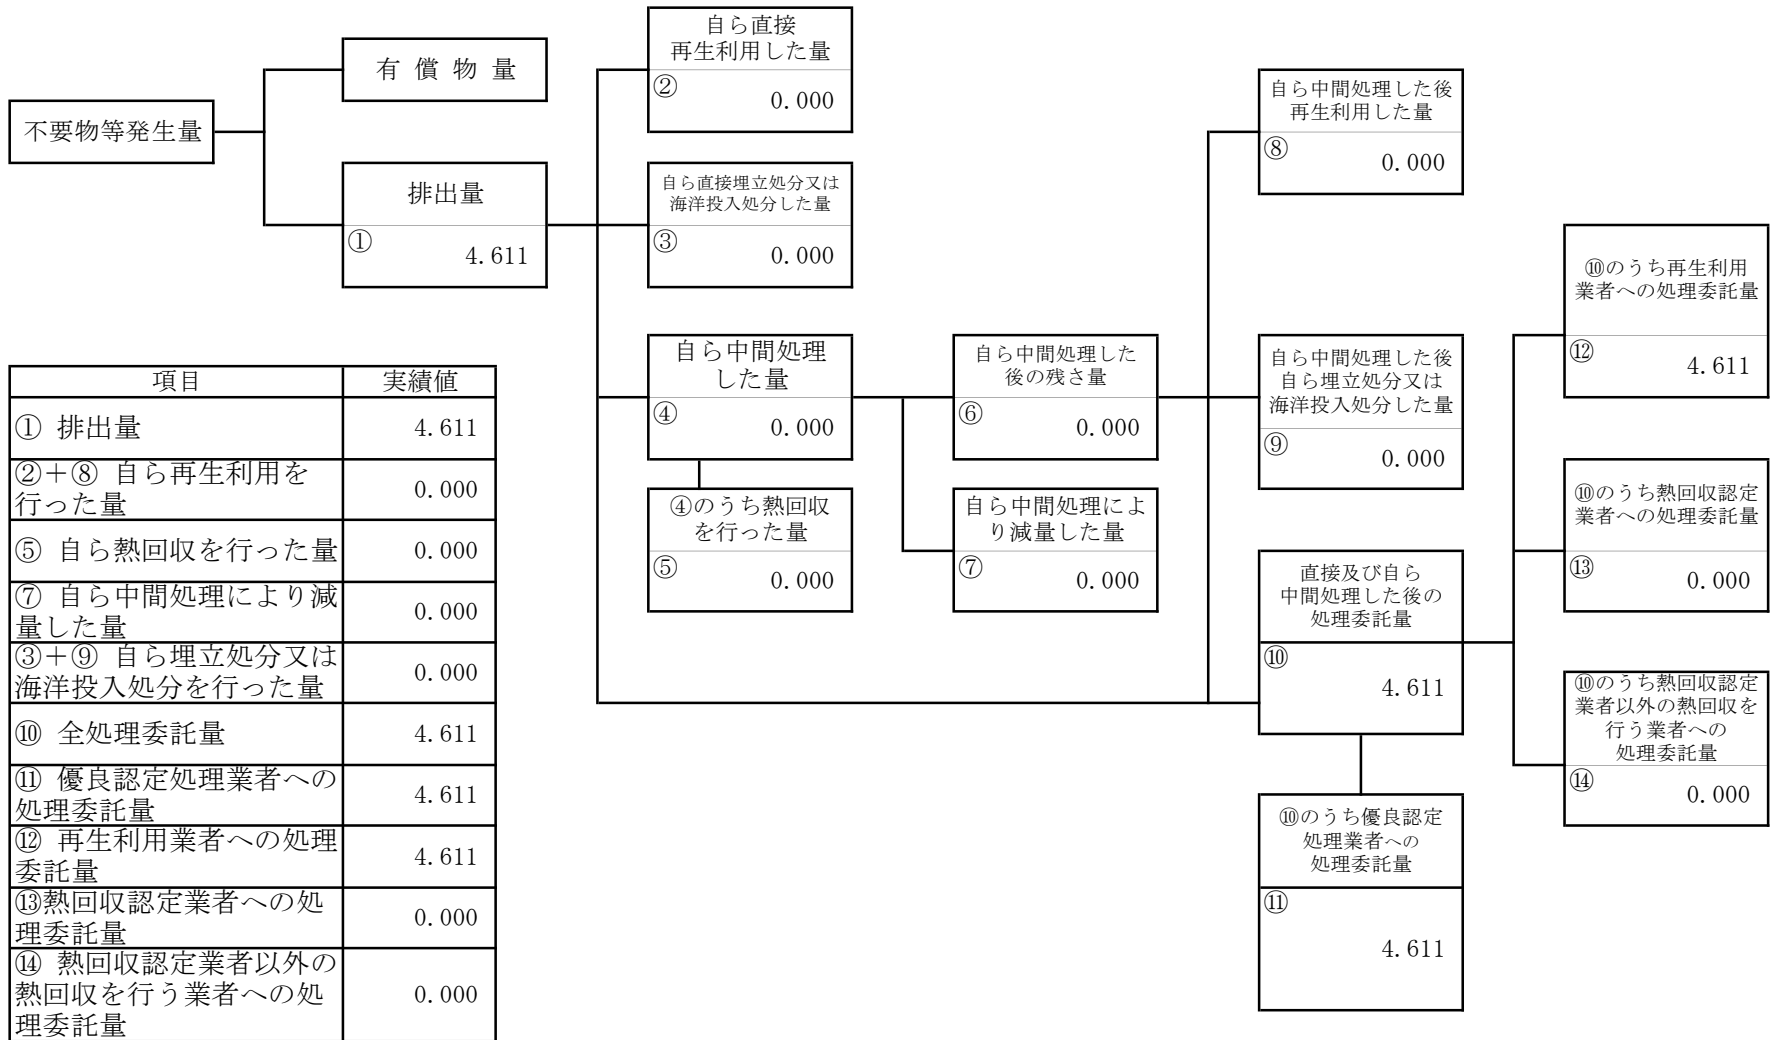 不要物等発生量
有 償 物 量
排出量
①
4.611
自ら直接
再生利用した量
②
0.000
自ら直接埋立処分又は
海洋投入処分した量
③
0.000
自ら中間処理
した量
④
0.000
④のうち熱回収
を行った量
⑤
0.000
自ら中間処理した
後の残さ量
⑥
0.000
自ら中間処理によ
り減量した量
⑦
0.000
自ら中間処理した後
再生利用した量
⑧
0.000
自ら中間処理した後
自ら埋立処分又は
海洋投入処分した量
⑨
0.000
直接及び自ら
中間処理した後の
処理委託量
⑩
4.611
⑩のうち優良認定
処理業者への
処理委託量
⑪
4.611
⑩のうち再生利用
業者への処理委託量
⑫
4.611
⑩のうち熱回収認定
業者への処理委託量
⑬
0.000
⑩のうち熱回収認定
業者以外の熱回収を
行う業者への
処理委託量
⑭
0.000
項目 実績値
① 排出量 4.611
②＋⑧ 自ら再生利用を
行った量 0.000
⑤ 自ら熱回収を行った量 0.000
⑦ 自ら中間処理により減
量した量 0.000
③＋⑨ 自ら埋立処分又は
海洋投入処分を行った量 0.000
⑩ 全処理委託量 4.611
⑪ 優良認定処理業者への
処理委託量 4.611
⑫ 再生利用業者への処理
委託量 4.611
⑬熱回収認定業者への処
理委託量 0.000
⑭ 熱回収認定業者以外の
熱回収を行う業者への処
理委託量 0.000